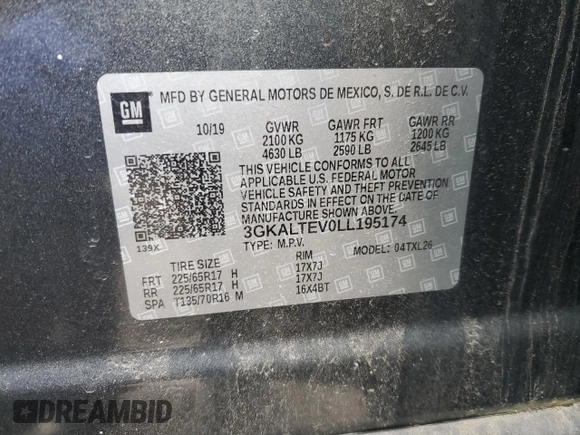 GM
MFD BY GENERAL MOTORS DE MEXICO, S. DE R.L. DE C.V.
10/19 GVWR GAWR FRT GAWR RR
2100 KG 1175 KG 1200 KG
4630 LB 2590 LB 2645 LB
THIS VEHICLE CONFORMS TO ALL
APPLICABLE U.S. FEDERAL MOTOR
VEHICLE SAFETY AND THEFT PREVENTION
STANDARDS IN EFFECT ON THE DATE OF
MANUFACTURE SHOWN ABOVE.
3GKALTEV0LL195174
139X TYPE: M.P.V. MODEL: 04TXL26
TIRE SIZE RIM
FRT 225/65R17 H 17X7J
RR 225/65R17 H 17X7J
SPA T135/70R16 M 16X4BT
DREAMBID